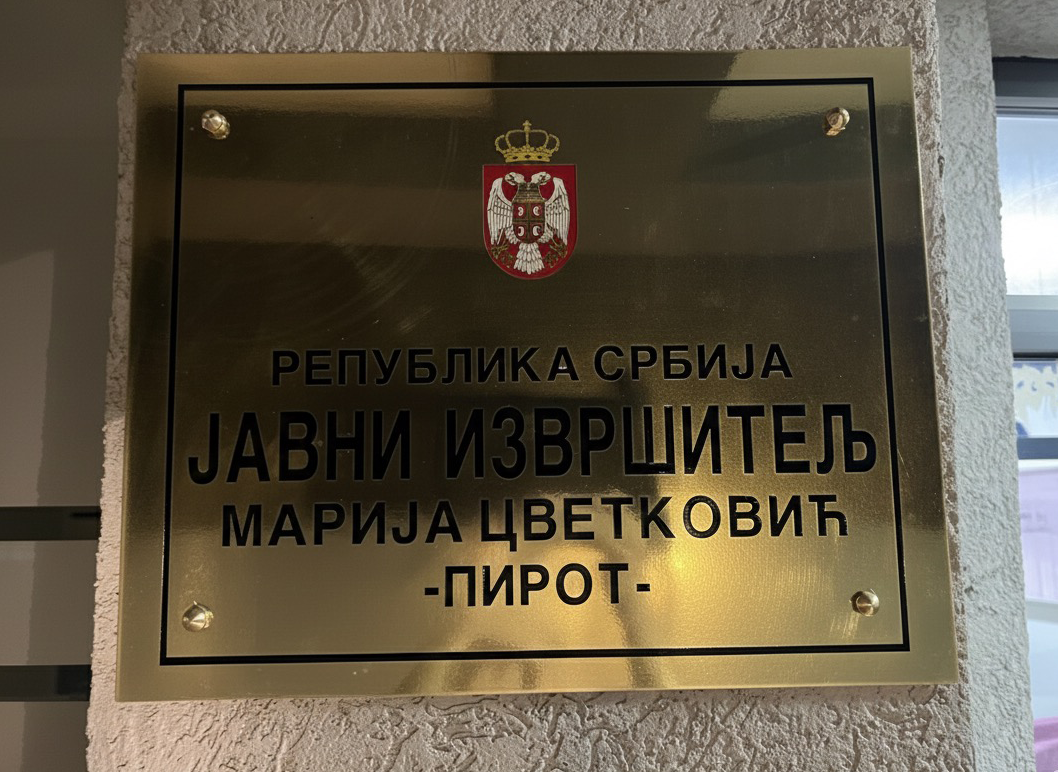 РЕПУБЛИКА СРБИЈА
ЈАВНИ ИЗВРШИТЕЉ
МАРИЈА ЦВЕТКОВИЋ
-ПИРОТ-